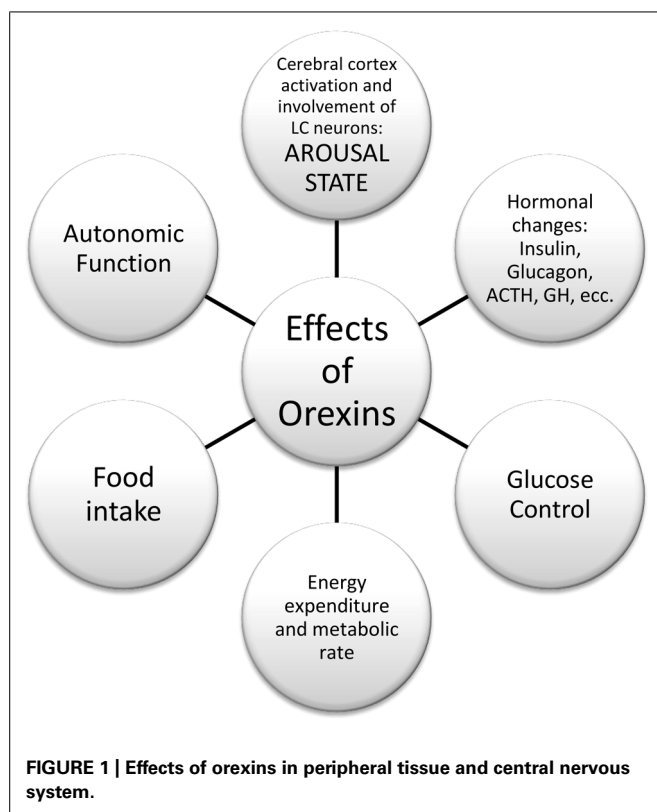 Cerebral cortex
activation and
involvement of
LC neurons:
AROUSAL
STATE
Autonomic
Function
Hormonal
changes:
Insulin,
Glucagon,
ACTH, GH, ecc.
Effects
of
Orexins
Food
intake
Glucose
Control
Energy
expenditure
and metabolic
rate
FIGURE 1 | Effects of orexins in peripheral tissue and central nervous
system.